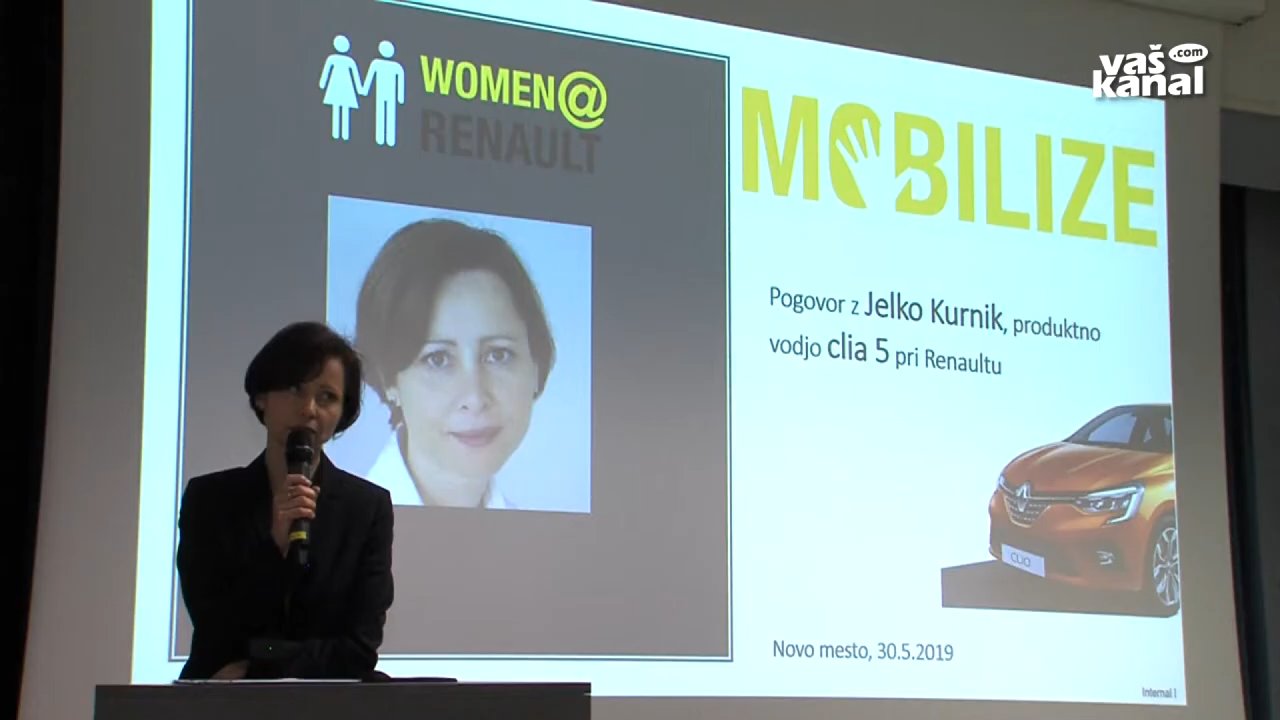 vaš
.com
kanal
WOMEN@
RENAULT
MOBILIZE
Pogovor z Jelko Kurnik, produktno
vodjo clia 5 pri Renaultu
CLIO
Novo mesto, 30.5.2019
Internal I